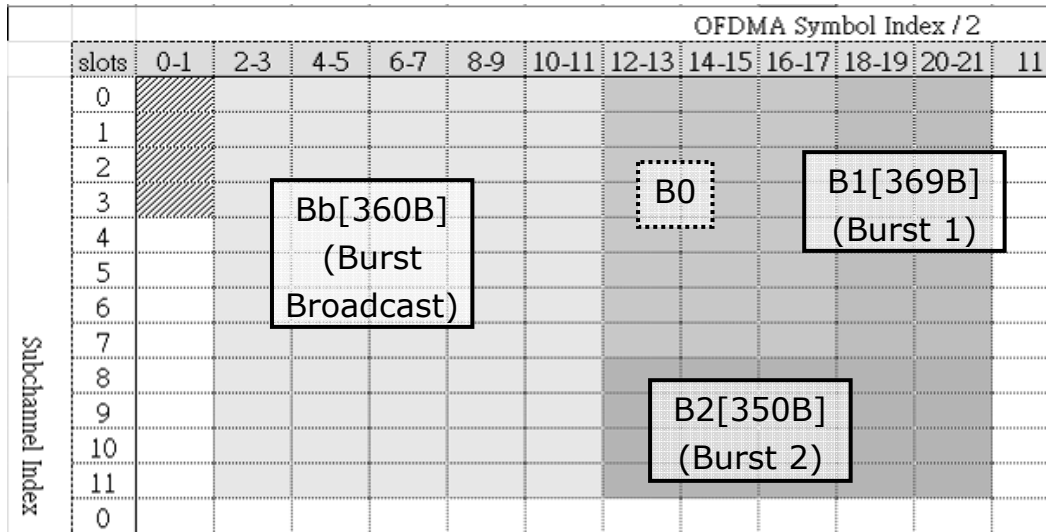 OFDMA Symbol Index / 2
slots 0-1 2-3 4-5 6-7 8-9 10-11 12-13 14-15 16-17 18-19 20-21 11
0
1
2
3
4
5
6
7
8
9
10
11
0
Subchannel Index
Bb[360B]
(Burst
Broadcast)
B0
B1[369B]
(Burst 1)
B2[350B]
(Burst 2)